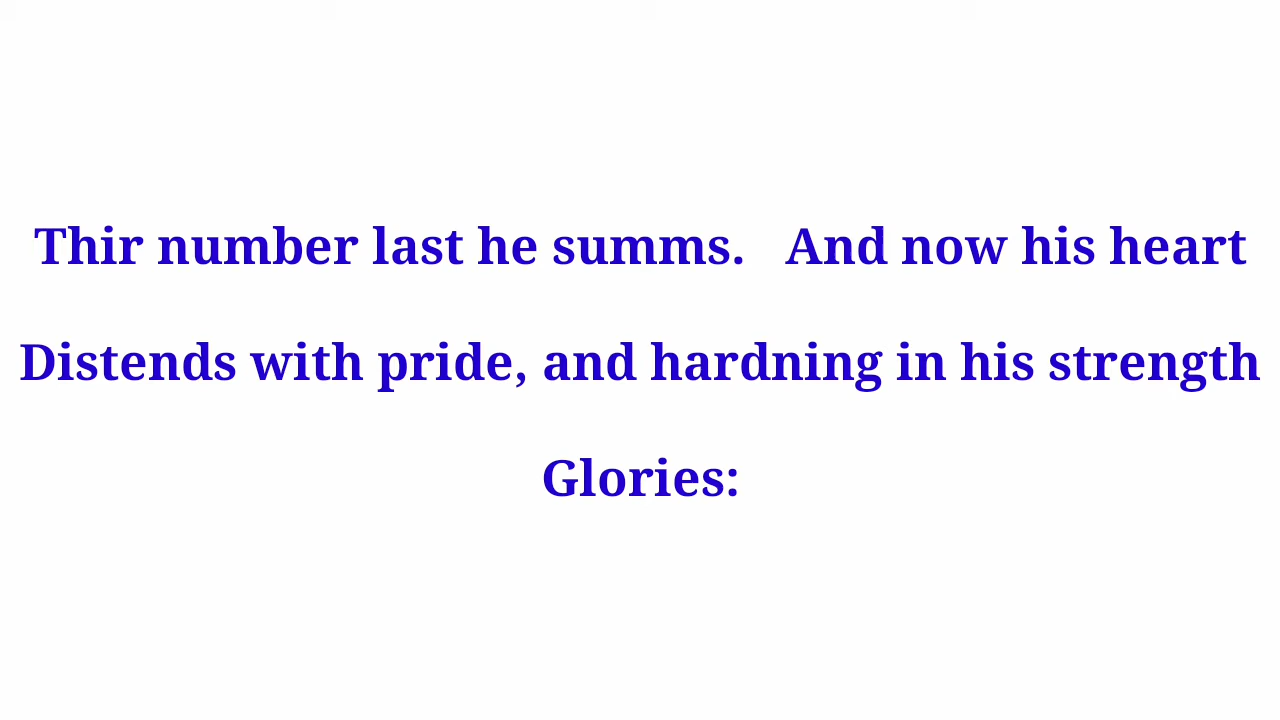 Thir number last he summs.   And now his heart
Distends with pride, and hardning in his strength
Glories: